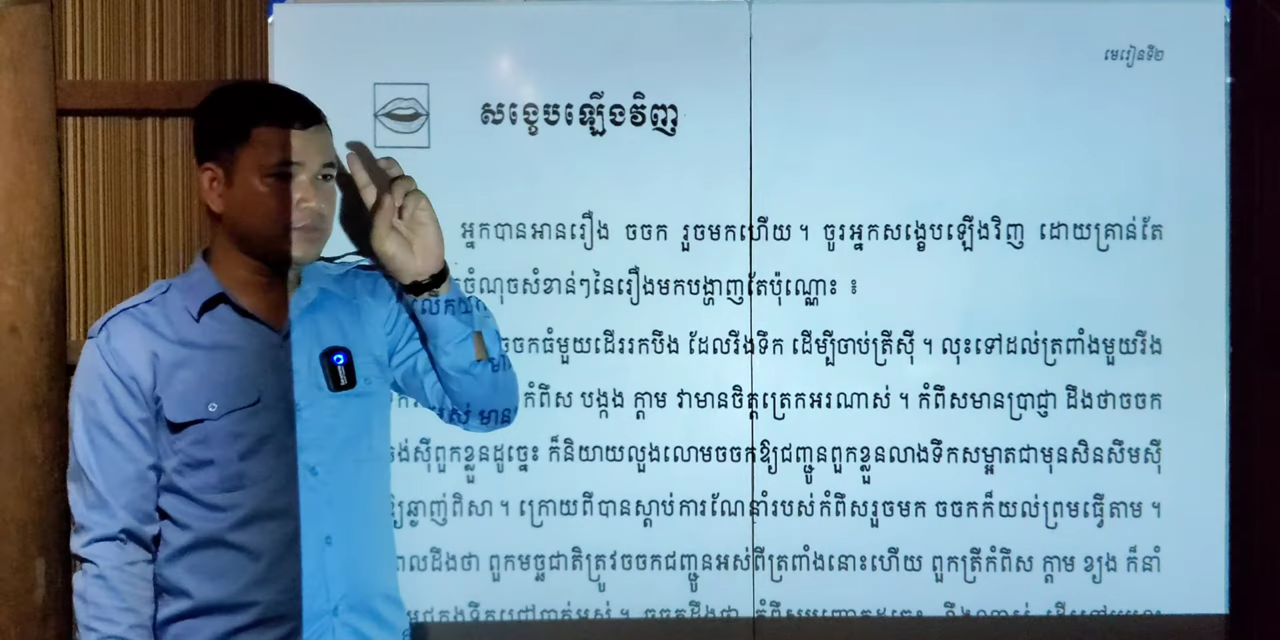 មេរៀនទី២
សង្ខេបឡើងវិញ
អ្នកបានអានរឿង ចចក រួចមកហើយ ។ ចូរអ្នកសង្ខេបឡើងវិញ ដោយគ្រាន់តែ
ចំណុចសំខាន់ៗនៃរឿងមកបង្ហាញតែប៉ុណ្ណោះ ៖
ចចកធំមួយដើររកបឹង ដែលរីងទឹក ដើម្បីចាប់ត្រីស៊ី ។ លុះទៅដល់ត្រពាំងមួយរីង
កំពឹស បង្កង ក្ដាម វាមានចិត្តត្រេកអរណាស់ ។ កំពឹសមានប្រាជ្ញា ដឹងថាចចក
ចង់ស៊ីពួកខ្លួនដូច្នេះ ក៏និយាយលួងលោមចចកឱ្យជញ្ជូនពួកខ្លួនលាងទឹកសម្អាតជាមុនសិនសឹមស៊ី
ឆ្ងាញ់ពិសា ។ ក្រោយពីបានស្ដាប់ការណែនាំរបស់កំពឹសរួចមក ចចកក៏យល់ព្រមធ្វើតាម ។
ដឹងថា ពួកមច្ឆជាតិត្រូវចចកជញ្ជូនអស់ពីត្រពាំងនោះហើយ ពួកត្រីកំពឹស ក្ដាម ខ្យង ក៏នាំ